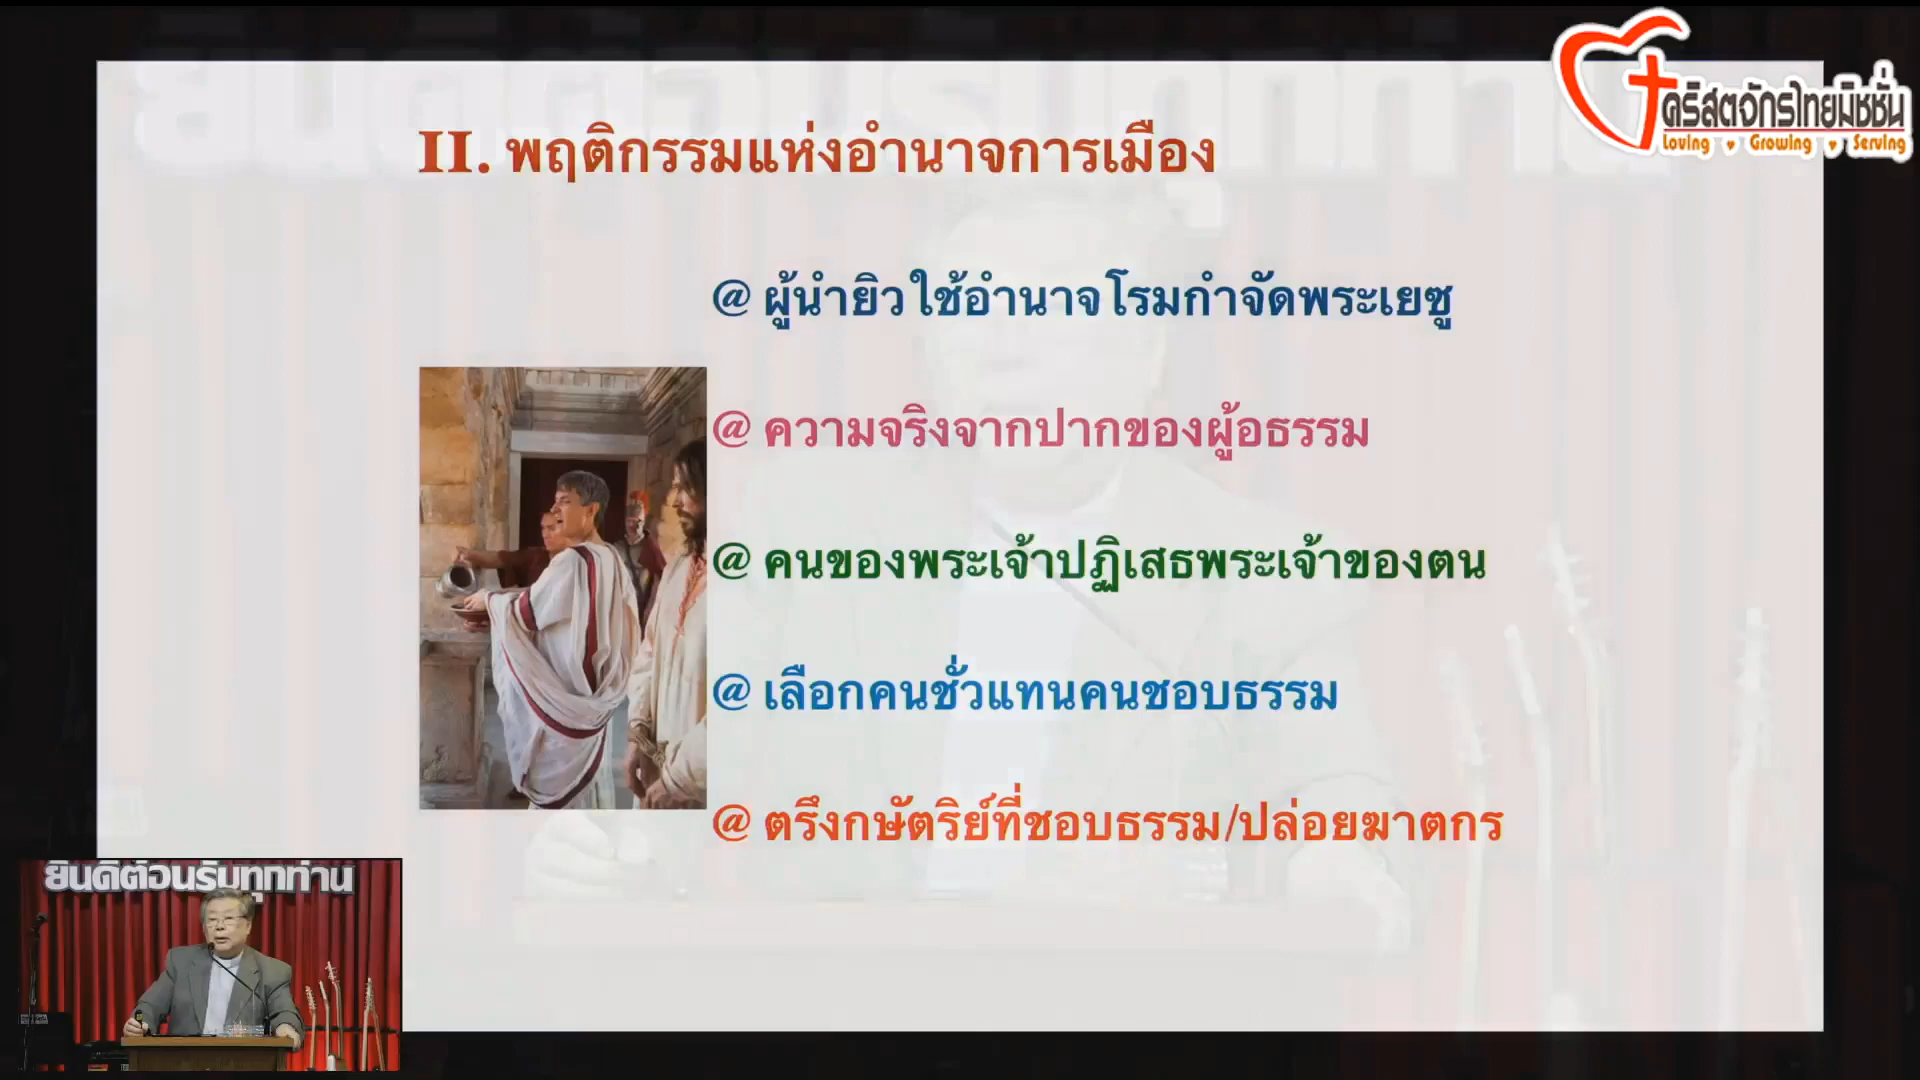 คริสตจักรไทยมิชชั่น
Loving ♥ Growing ♥ Serving
II. พฤติกรรมแห่งอำนาจการเมือง
@ ผู้นำยิวใช้อำนาจโรมกำจัดพระเยซู
@ ความจริงจากปากของผู้อธรรม
@ คนของพระเจ้าปฏิเสธพระเจ้าของตน
@ เลือกคนชั่วแทนคนชอบธรรม
@ ตรึงกษัตริย์ที่ชอบธรรม/ปล่อยฆาตกร
ยินดีต้อนรับทุกท่าน